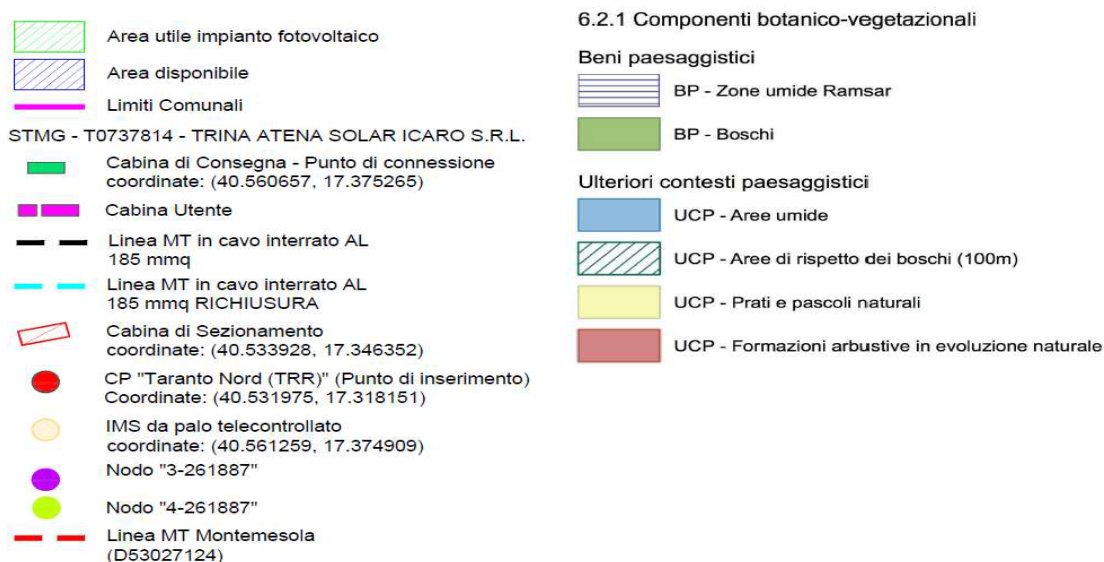 Area utile impianto fotovoltaico
Area disponibile
Limiti Comunali
STMG - T0737814 - TRINA ATENA SOLAR ICARO S.R.L.
Cabina di Consegna - Punto di connessione
coordinate: (40.560657, 17.375265)
Cabina Utente
Linea MT in cavo interrato AL
185 mmq
Linea MT in cavo interrato AL
185 mmq RICHIUSURA
Cabina di Sezionamento
coordinate: (40.533928, 17.346352)
CP "Taranto Nord (TRR)" (Punto di inserimento)
Coordinate: (40.531975, 17.318151)
IMS da palo telecontrollato
coordinate: (40.561259, 17.374909)
Nodo "3-261887"
Nodo "4-261887"
Linea MT Montemesola
(D53027124)
6.2.1 Componenti botanico-vegetazionali
Beni paesaggistici
BP - Zone umide Ramsar
BP - Boschi
Ulteriori contesti paesaggistici
UCP - Aree umide
UCP - Aree di rispetto dei boschi (100m)
UCP - Prati e pascoli naturali
UCP - Formazioni arbustive in evoluzione naturale